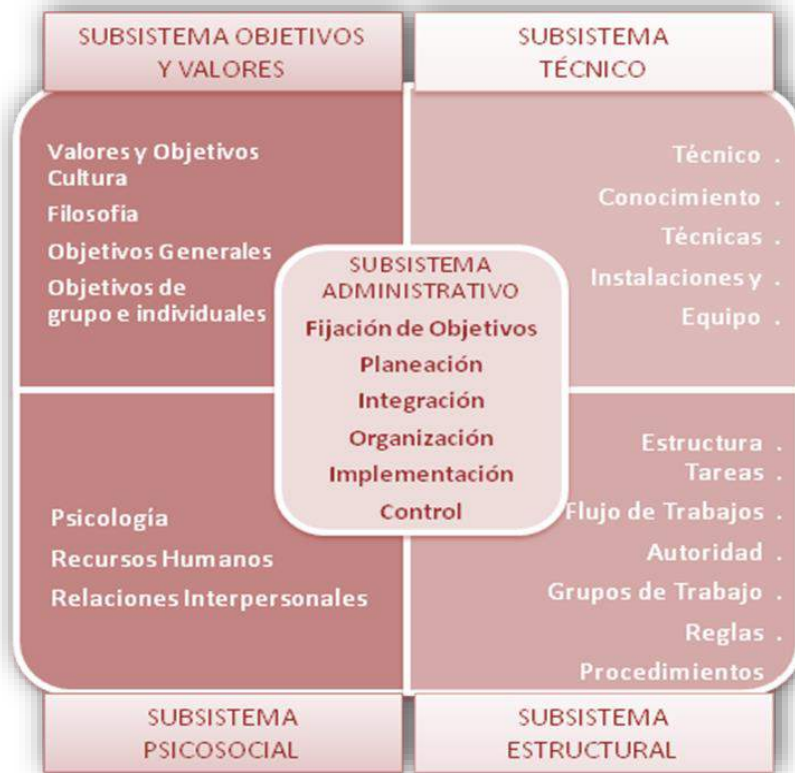 SUBSISTEMA OBJETIVOS
Y VALORES
SUBSISTEMA
TÉCNICO
Valores y Objetivos
Cultura
Filosofia
Objetivos Generales
Objetivos de
grupo e individuales
Técnico .
Conocimiento .
Técnicas .
Instalaciones y .
Equipo .
SUBSISTEMA
ADMINISTRATIVO
Fijación de Objetivos
Planeación
Integración
Organización
Implementación
Control
Psicología
Recursos Humanos
Relaciones Interpersonales
Estructura .
Tareas .
Flujo de Trabajos .
Autoridad .
Grupos de Trabajo .
Reglas .
Procedimientos
SUBSISTEMA
PSICOSOCIAL
SUBSISTEMA
ESTRUCTURAL